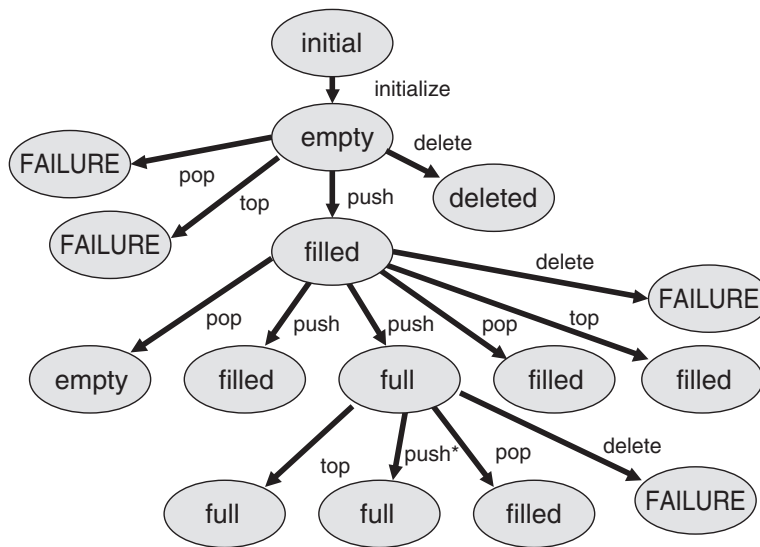 initial
initialize
empty
FAILURE
pop
delete
top
push
deleted
FAILURE
filled
delete
FAILURE
pop
push
push
pop
top
empty
filled
full
filled
filled
top
push*
pop
delete
full
full
filled
FAILURE